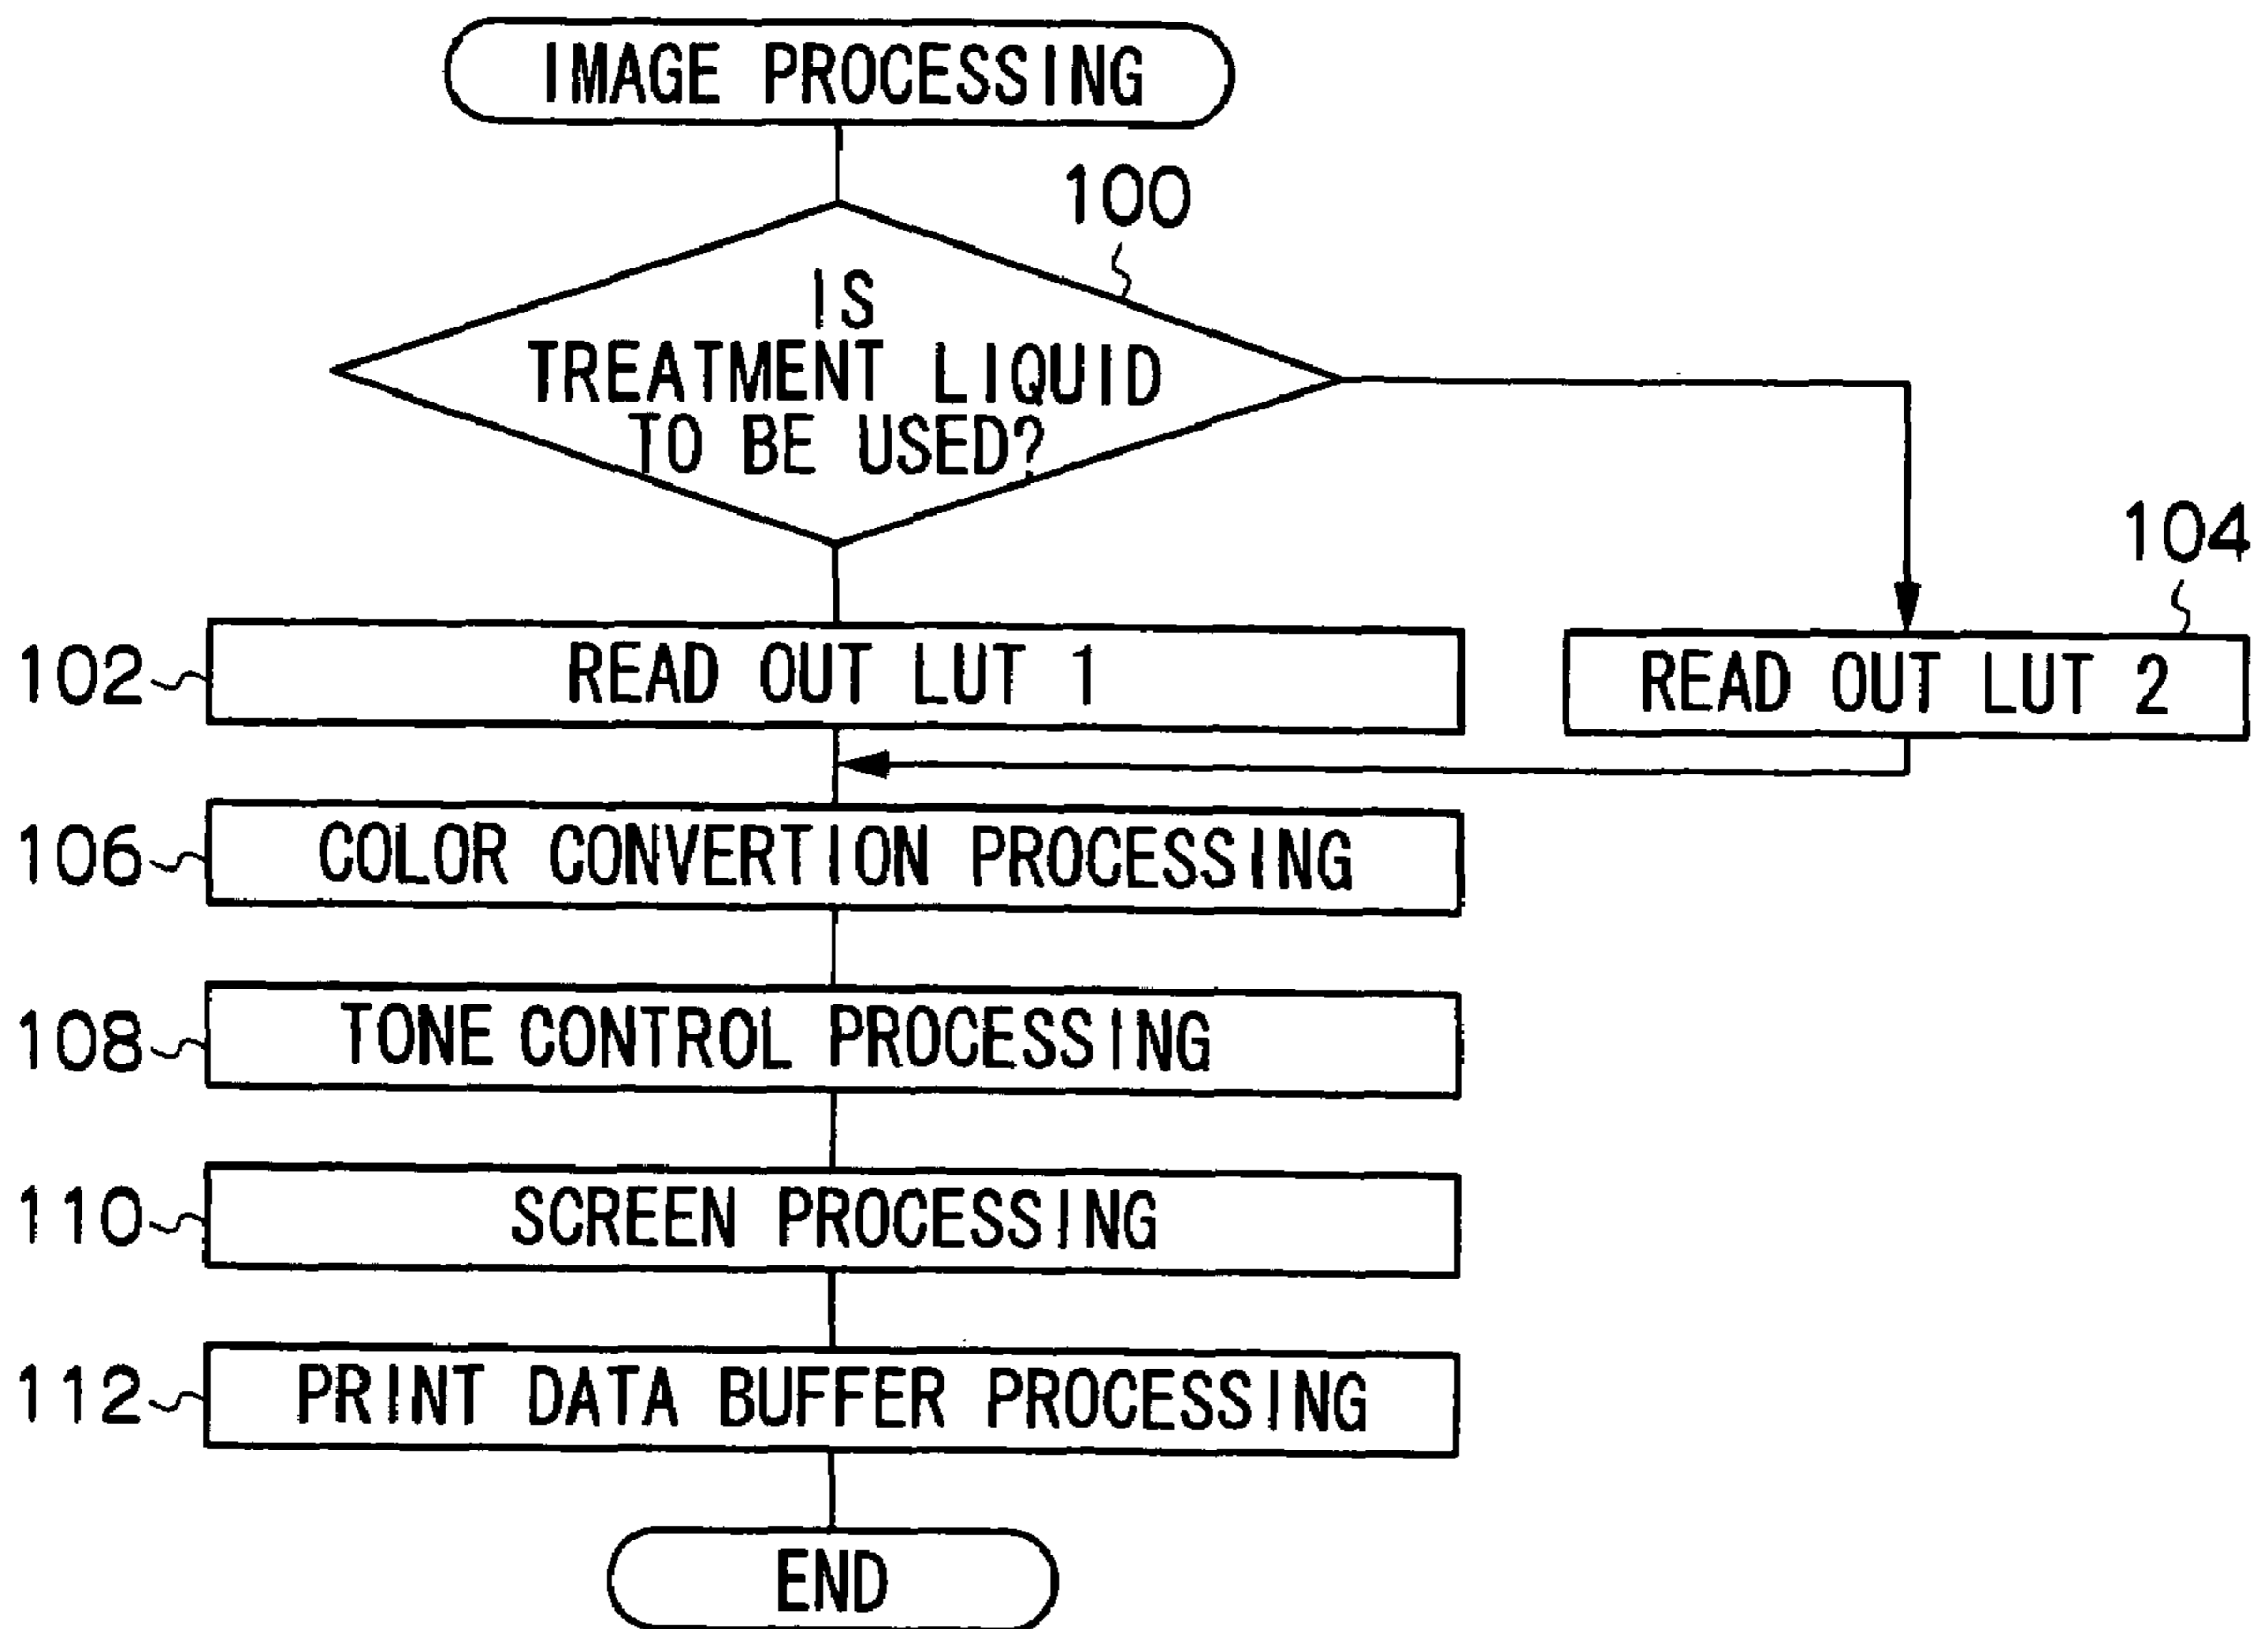 IMAGE PROCESSING
100
IS
TREATMENT LIQUID
TO BE USED?
104
102
READ OUT LUT 1
READ OUT LUT 2
106
COLOR CONVERTION PROCESSING
108
TONE CONTROL PROCESSING
110
SCREEN PROCESSING
112
PRINT DATA BUFFER PROCESSING
END